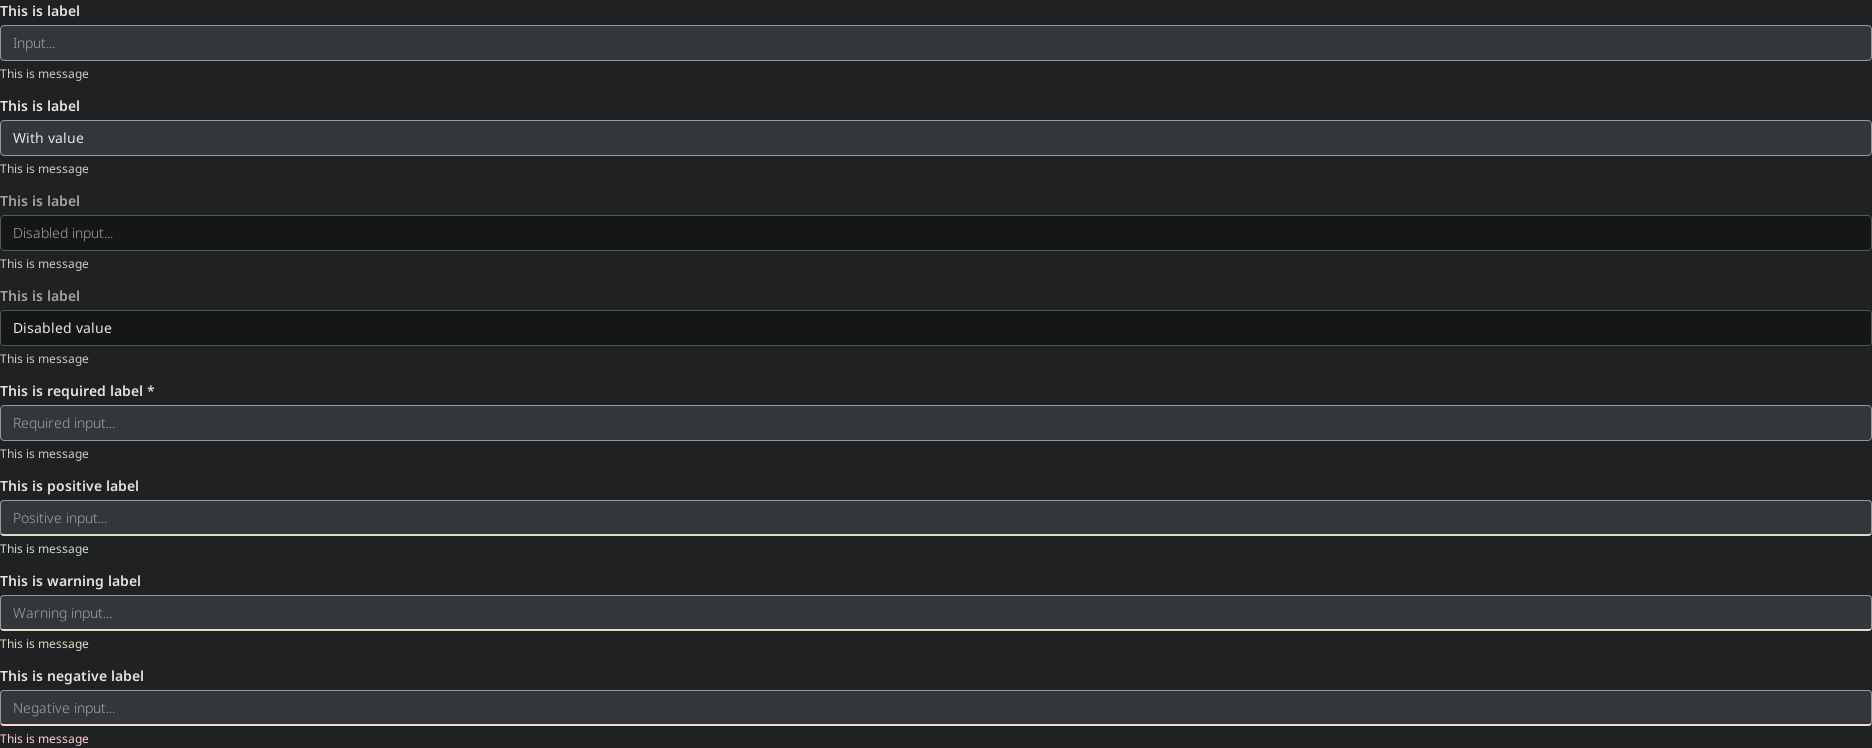 This is label
Input...
This is message
This is label
With value
This is message
This is label
Disabled input...
This is message
This is label
Disabled value
This is message
This is required label *
Required input...
This is message
This is positive label
Positive input...
This is message
This is warning label
Warning input...
This is message
This is negative label
Negative input...
This is message